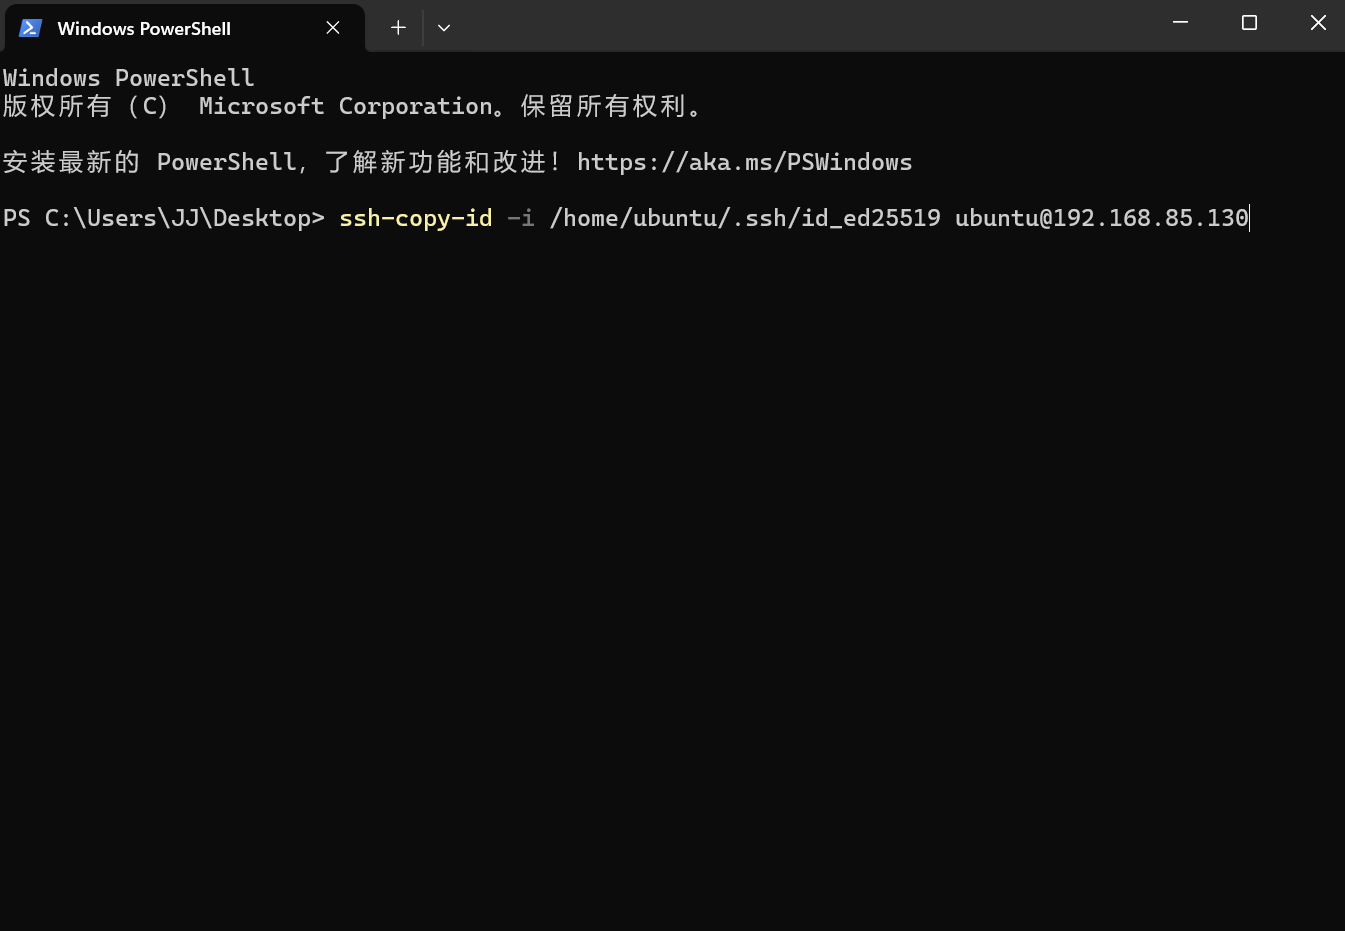 Windows PowerShell
Windows PowerShell
版权所有（C） Microsoft Corporation。保留所有权利。
安装最新的 PowerShell，了解新功能和改进！https://aka.ms/PSWindows
PS C:\Users\JJ\Desktop> ssh-copy-id -i /home/ubuntu/.ssh/id_ed25519 ubuntu@192.168.85.130